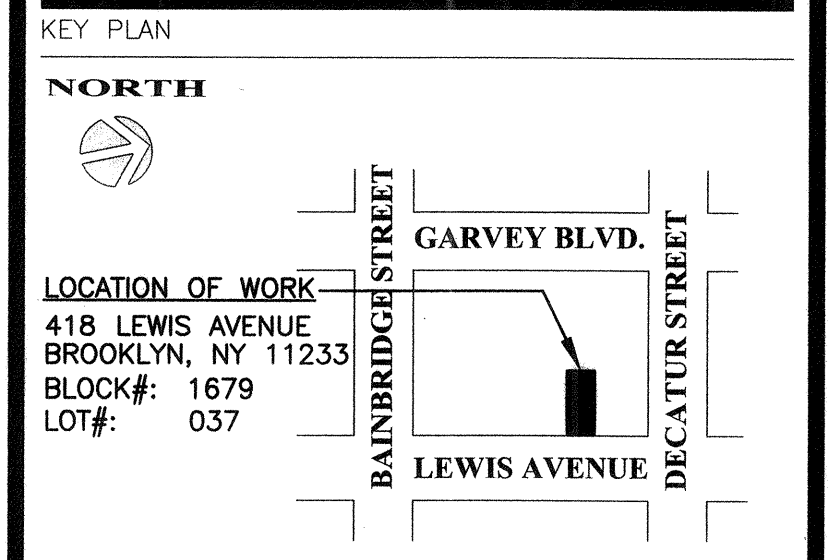 KEY PLAN
NORTH
BAINBRIDGE STREET
GARVEY BLVD.
DECATUR STREET
LOCATION OF WORK
418 LEWIS AVENUE
BROOKLYN, NY 11233
BLOCK#: 1679
LOT#: 037
LEWIS AVENUE